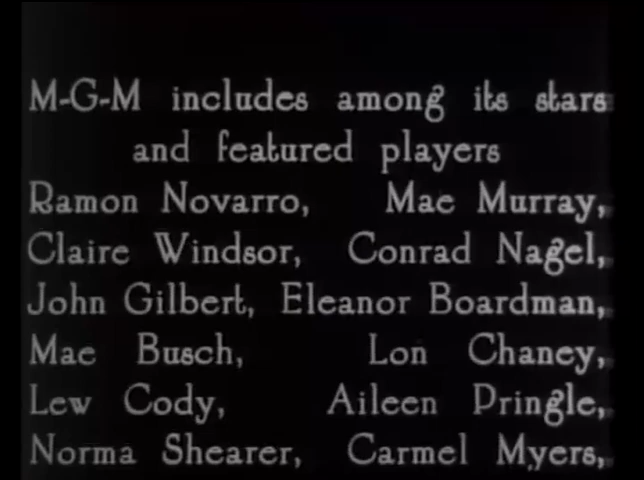 M-G-M includes among its stars
and featured players
Ramon Novarro, Mae Murray,
Claire Windsor, Conrad Nagel,
John Gilbert, Eleanor Boardman,
Mae Busch, Lon Chaney,
Lew Cody, Aileen Pringle,
Norma Shearer, Carmel Myers,